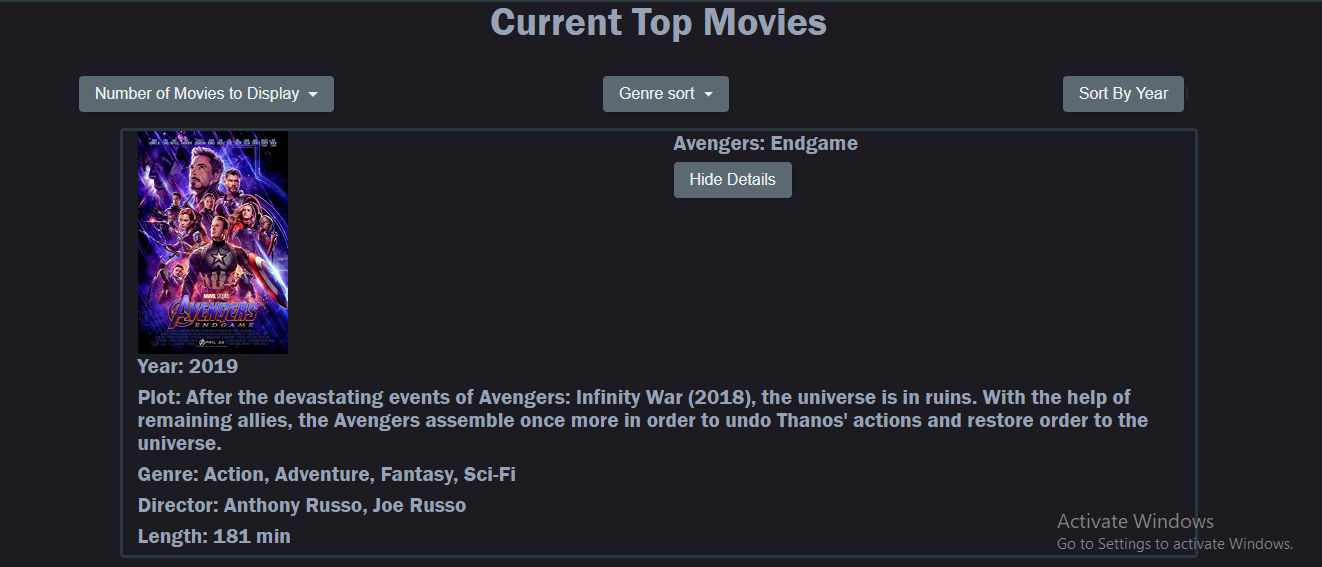 Current Top Movies
Number of Movies to Display
Genre sort
Sort By Year
Avengers: Endgame
Hide Details
MARVEL STUDIOS
AVENGERS
ENDGAME
APRIL 26
Year: 2019
Plot: After the devastating events of Avengers: Infinity War (2018), the universe is in ruins. With the help of
remaining allies, the Avengers assemble once more in order to undo Thanos' actions and restore order to the
universe.
Genre: Action, Adventure, Fantasy, Sci-Fi
Director: Anthony Russo, Joe Russo
Length: 181 min
Activate Windows
Go to Settings to activate Windows.